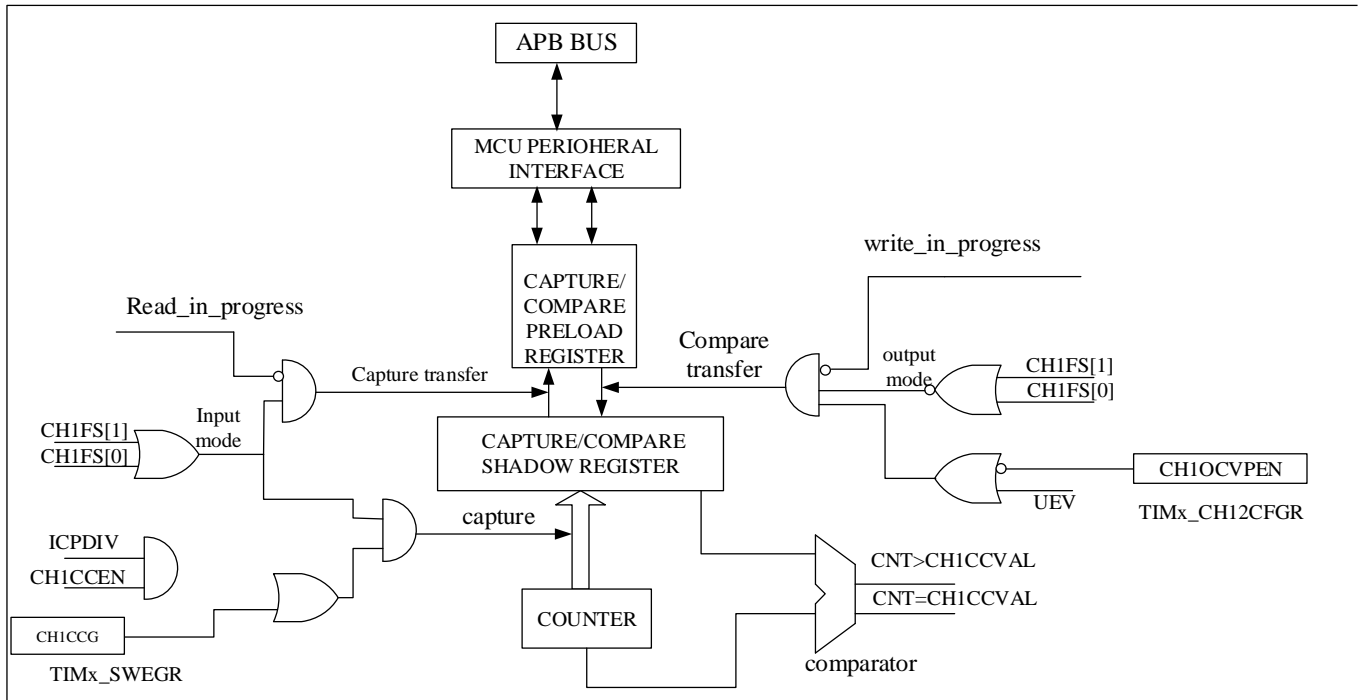 APB BUS
MCU PERIOHERAL
INTERFACE
write_in_progress
CAPTURE/
COMPARE
PRELOAD
REGISTER
Read_in_progress
Capture transfer
Compare
transfer
output
mode
CH1FS[1]
CH1FS[0]
Input
mode
CH1FS[1]
CH1FS[0]
CAPTURE/COMPARE
SHADOW REGISTER
CH1OCVPEN
UEV
TIMx_CH12CFGR
capture
ICPDIV
CH1CCEN
CNT>CH1CCVAL
CNT=CH1CCVAL
COUNTER
CH1CCG
TIMx_SWEGR
comparator